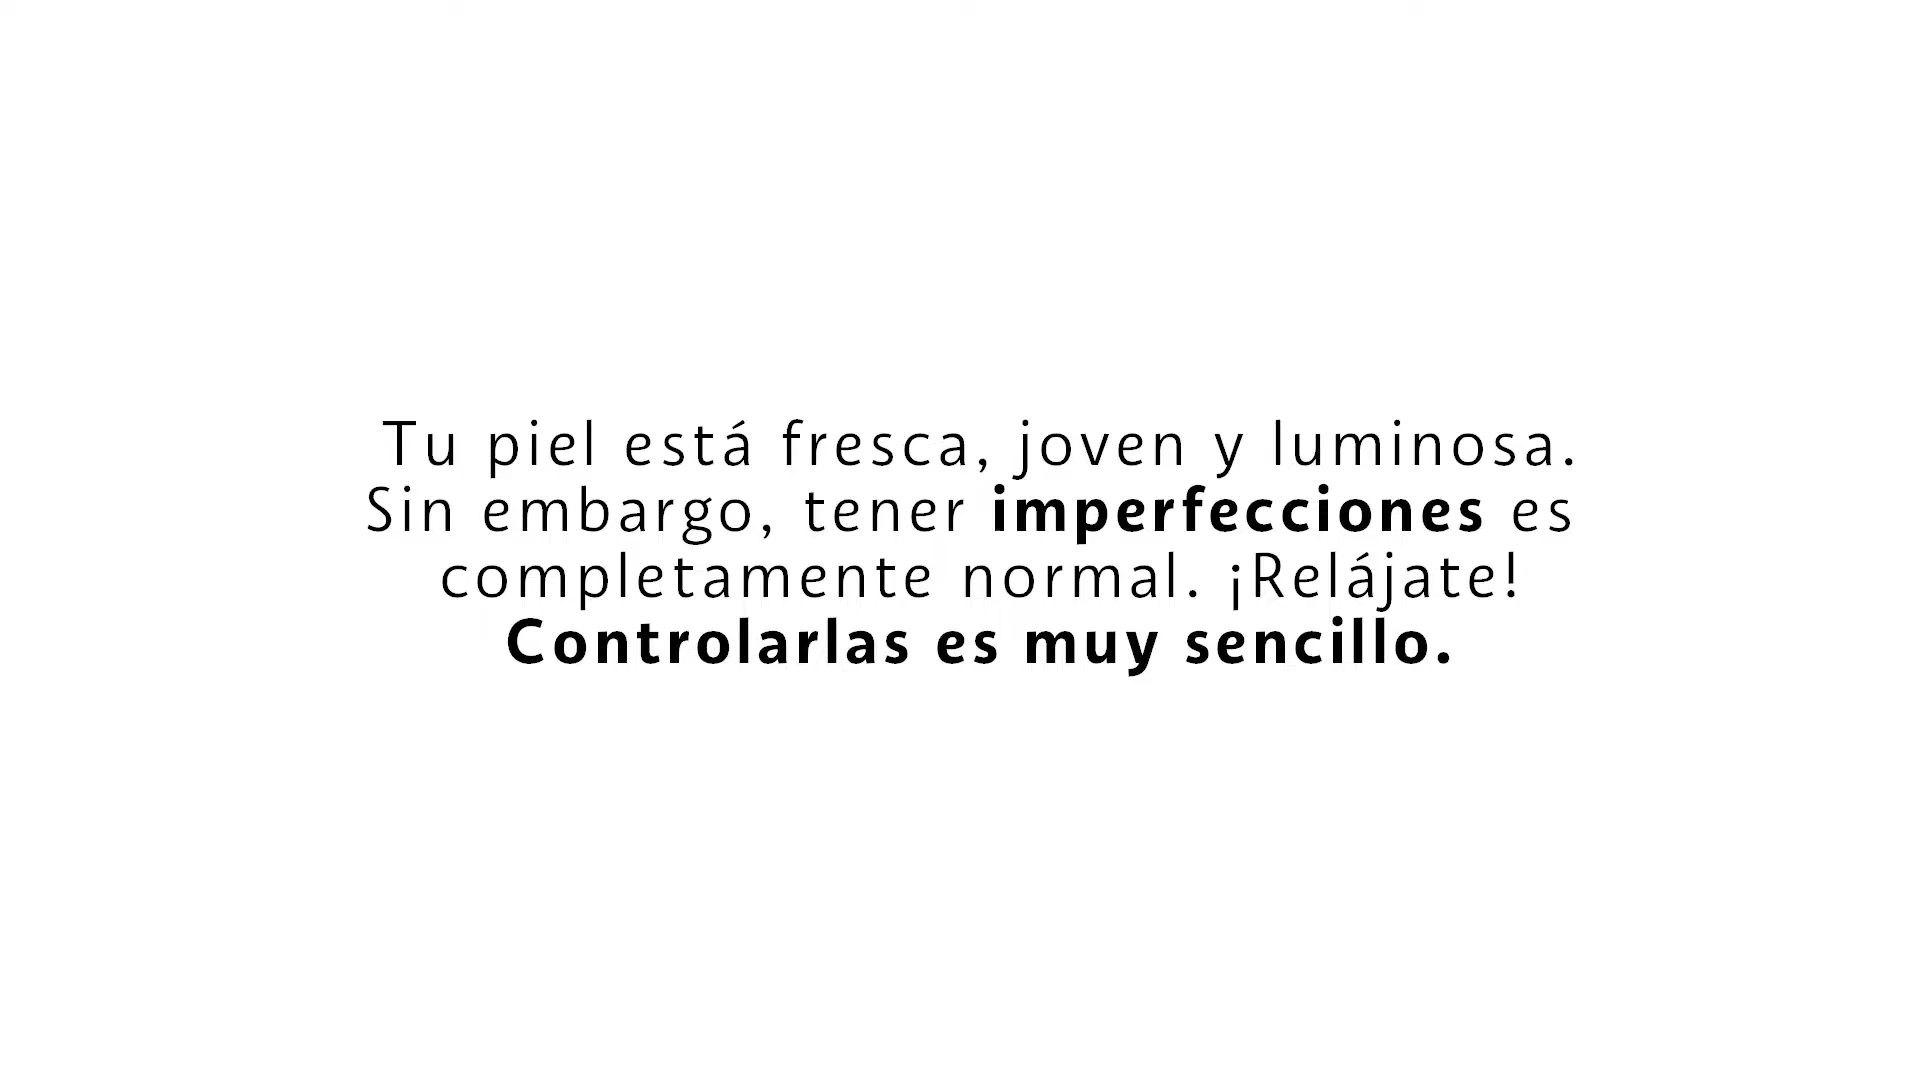 Tu piel está fresca, joven y luminosa.
Sin embargo, tener imperfecciones es
completamente normal. ¡Relájate!
Controlarlas es muy sencillo.